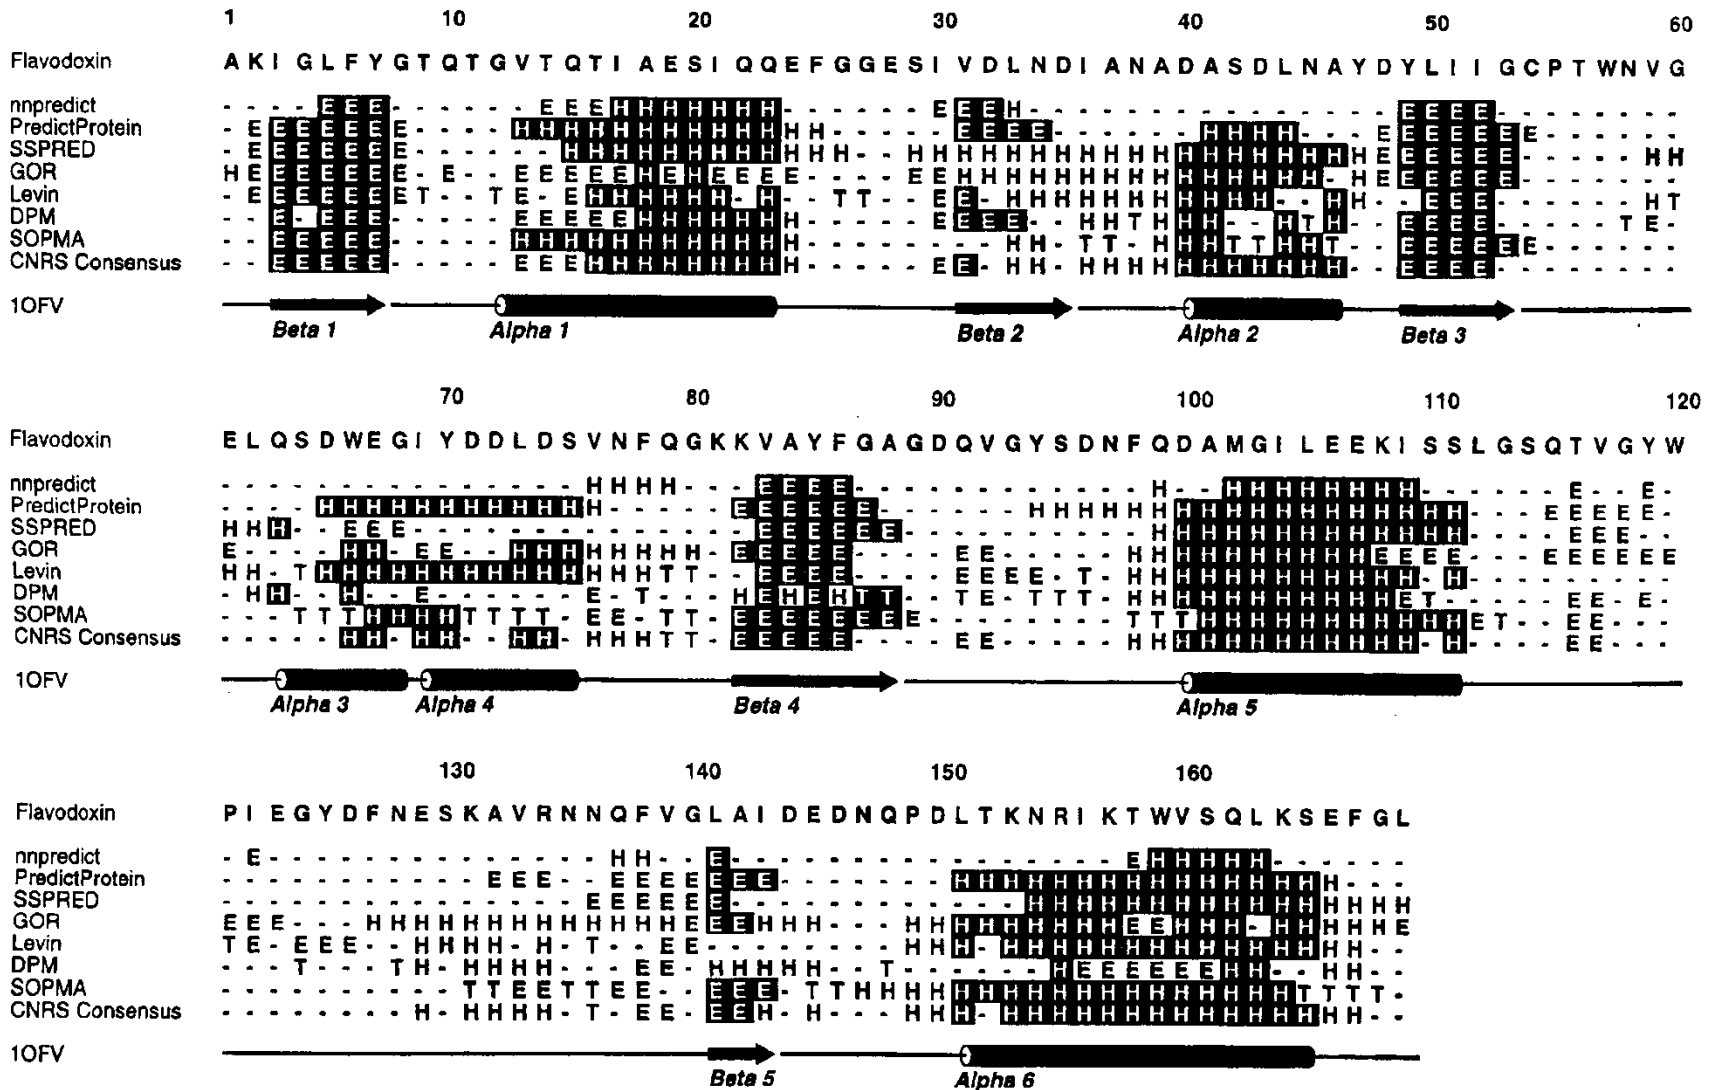 1 10 20 30 40 50 60
Flavodoxin A K I G L F Y G T Q T G V T Q T I A E S I Q Q E F G G E S I V D L N D I A N A D A S D L N A Y D Y L I I G C P T W N V G
nnpredict - - - - E E E - - - - - - E E E H H H H H H H - - - - - - E E E H - - - - - - - - - - - - - - - E E E E - - - - - - - -
PredictProtein - E E E E E E E - - - - H H H H H H H H H H H H H - - - - - E E E E - - - - - - H H H H - - - E E E E E E E - - - - - -
SSPRED - E E E E E E E - - - - - - H H H H H H H H H H H H - - H H H H H H H H H H H H H H H H H H H E E E E E E - - - - - H H
GOR H E E E E E E E - E - - E E E E E H E H E E E E - - - - E E H H H H H H H H H H H H H H H - H E E E E E E - - - - - - -
Levin - E E E E E E E T - - T E - E H H H H H H - H - - T T - - E E - H H H H H H H H H H H - - H H - - E E E - - - - - - H T
DPM - - E - E E E - - - - - E E E E E H H H H H H H - - - - - E E E E - - H H T H H H - - H T H - - E E E E - - - - - T E -
SOPMA - - E E E E E - - - - - H H H H H H H H H H H H - - - - - - - - H H - T T - H H H T T H H T - - E E E E E E - - - - - -
CNRS Consensus - - E E E E E - - - - - E E E H H H H H H H H H - - - - - E E - H H - H H H H H H H H H H H - - E E E E - - - - - - - -
1OFV
Beta 1 Alpha 1 Beta 2 Alpha 2 Beta 3
70 80 90 100 110 120
Flavodoxin E L Q S D W E G I Y D D L D S V N F Q G K K V A Y F G A G D Q V G Y S D N F Q D A M G I L E E K I S S L G S Q T V G Y W
nnpredict - - - - - - - - - - - - - - - H H H H - - - E E E E - - - - - - - - - - - - H - - H H H H H H H H - - - - - - E - - E -
PredictProtein - - - - H H H H H H H H H H H H - - - - - E E E E E E - - - - - - H H H H H H H H H H H H H H H H H H - - - E E E E E -
SSPRED H H H - - E E E - - - - - - - - - - - - - - E E E E E E - - - - - - - - - - H H H H H H H H H H H H H - - - - E E E - -
GOR E - - - - H H - E E - - H H H H H H H H - E E E E E - - - - E E - - - - - H H H H H H H H H H E E E E - - - E E E E E E
Levin H H - T H H H H H H H H H H H H H H T T - - E E E E - - - - E E E E - T - H H H H H H H H H H H H - H - - - - - - - - -
DPM - H H - - H - - E - - - - - - E - T - - - H E H E H T T - - T E - T T T - H H H H H H H H H H H E T - - - - - E E - E -
SOPMA - - - T T T H H H H T T T T - E E - T T - E E E E E E E E - - - - - - - - T T T H H H H H H H H H H H E T - - E E - - -
CNRS Consensus - - - - - H H - H H - - H H - H H H T T - E E E E E - - - - E E - - - - - H H H H H H H H H H H H - H - - - - E E - - -
1OFV
Alpha 3 Alpha 4 Beta 4 Alpha 5
130 140 150 160
Flavodoxin P I E G Y D F N E S K A V R N N Q F V G L A I D E D N Q P D L T K N R I K T W V S Q L K S E F G L
nnpredict - E - - - - - - - - - - - - - - H H - - E - - - - - - - - - - - - - - - - E H H H H H - - - - - -
PredictProtein - - - - - - - - - - - E E E - - E E E E E E E - - - - - - - H H H H H H H H H H H H H H H H - - -
SSPRED - - - - - - - - - - - - - - - E E E E E E - - - - - - - - - - - - H H H H H H H H H H H H H H H H
GOR E E E - - - H H H H H H H H H H H H H E E E H H H - - - H H H H H H H H H E E H H H - H H H H H E
Levin T E - E E E - - H H H H - H - T - - E E - - - - - - - - H H H - H H H H H H H H H H H H H H H - -
DPM - - - T - - - T H - H H H H - - - E E - H H H H H - - T - - - - - - H E E E E E E H H - - H H - -
SOPMA - - - - - - - - - - T T E E T T E E - - E E E - T T H H H H H H H H H H H H H H H H H H T T T T -
CNRS Consensus - - - - - - - - H - H H H H - T - E E - E E H - H - - - H H H - H H H H H H H H H H H H H H H - -
1OFV
Beta 5 Alpha 6